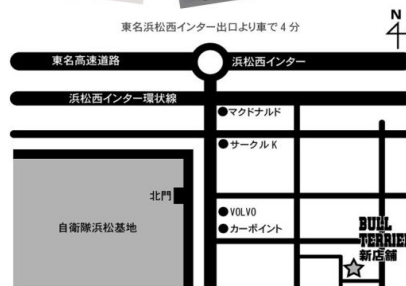 東名浜松西インター出口より車で4分
N
東名高速道路
浜松西インター
浜松西インター環状線
マクドナルド
サークルK
北門
VOLVO
カーポイント
自衛隊浜松基地
BULL
TERRIER
新店舗